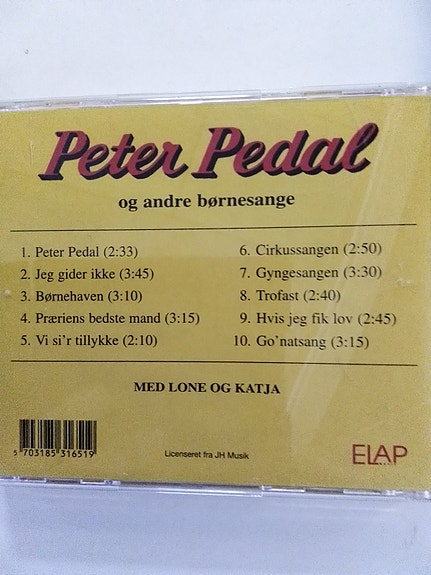 Peter Pedal
og andre børnesange
1. Peter Pedal (2:33)
2. Jeg gider ikke (3:45)
3. Børnehaven (3:10)
4. Præriens bedste mand (3:15)
5. Vi si'r tillykke (2:10)
6. Cirkussangen (2:50)
7. Gyngesangen (3:30)
8. Trofast (2:40)
9. Hvis jeg fik lov (2:45)
10. Go'natsang (3:15)
MED LONE OG KATJA
5 703185 316519
Licenseret fra JH Musik
ELAP